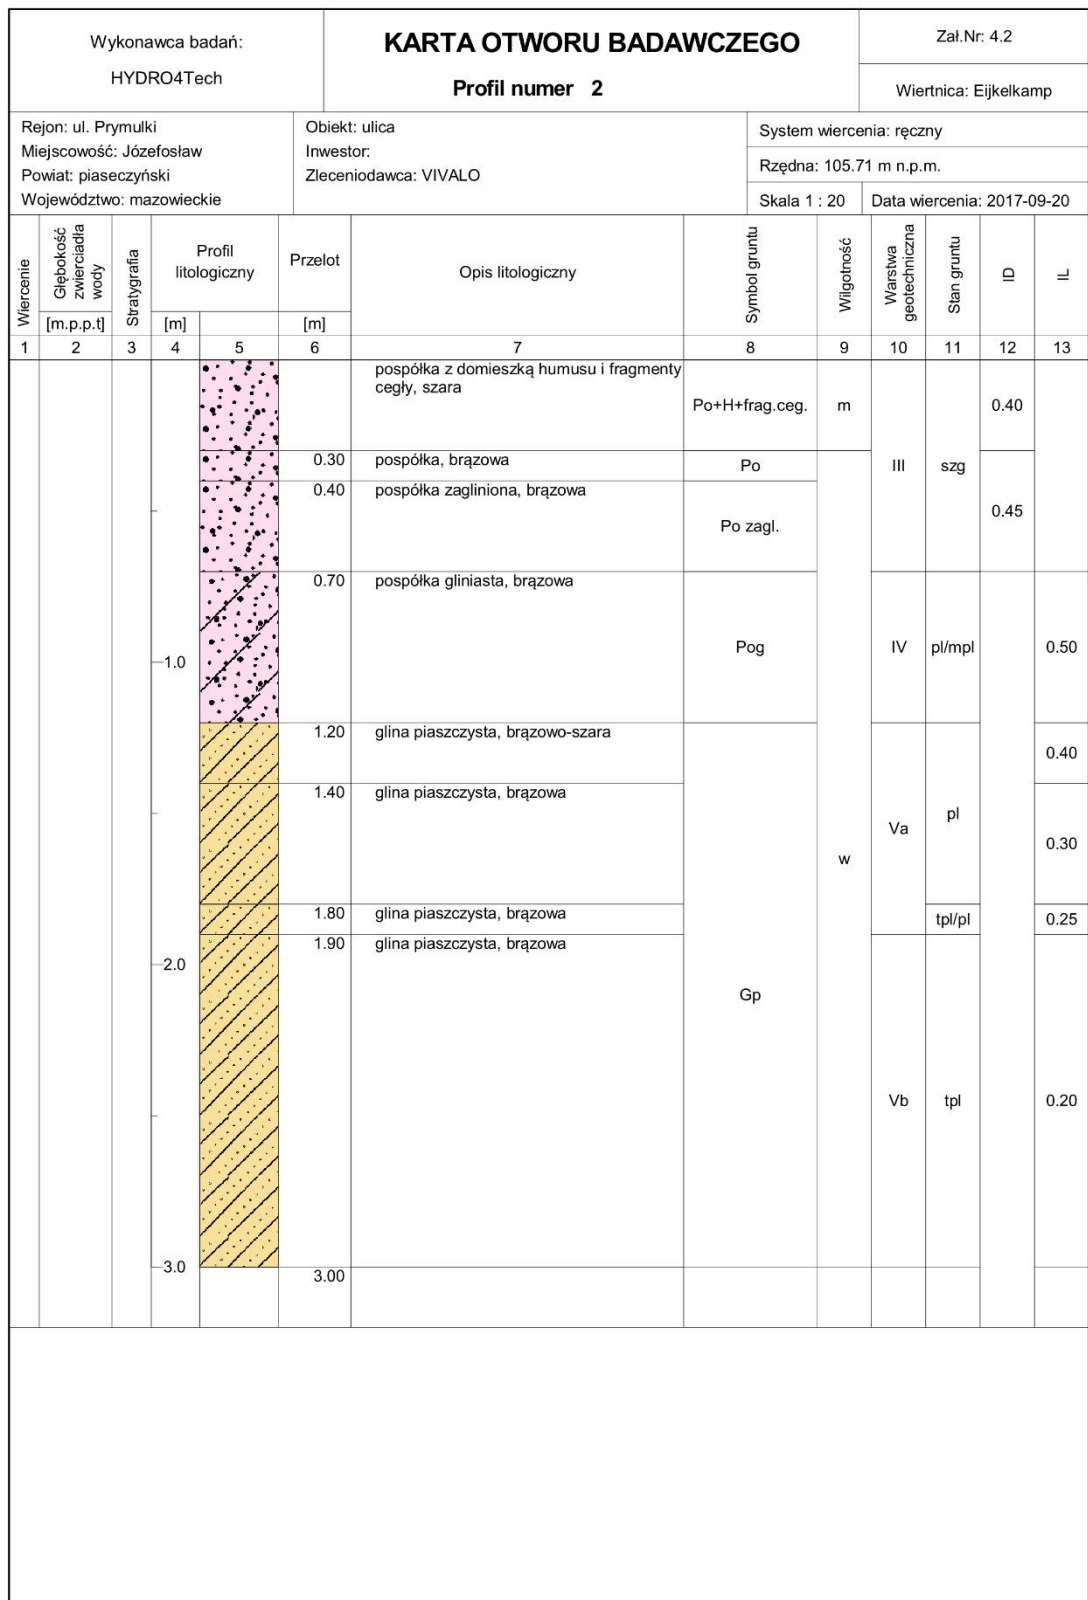 Wykonawca badań:
HYDRO4Tech
KARTA OTWORU BADAWCZEGO
Profil numer 2
Zał.Nr: 4.2
Wiertnica: Eijkelkamp
Rejon: ul. Prymulki
Miejscowość: Józefosław
Powiat: piaseczyński
Województwo: mazowieckie
Obiekt: ulica
Inwestor:
Zleceniodawca: VIVALO
System wiercenia: ręczny
Rzędna: 105.71 m n.p.m.
Skala 1 : 20
Data wiercenia: 2017-09-20
Wiercenie
Głębokość
zwierciadła
wody
[m.p.p.t]
Stratygrafia
Profil
litologiczny
[m]
Przelot
[m]
Opis litologiczny
Symbol gruntu
Wilgotność
Warstwa
geotechniczna
Stan gruntu
ID
IL
1 2 3 4 5 6 7 8 9 10 11 12 13
pospółka z domieszką humusu i fragmenty
cegły, szara
Po+H+frag.ceg. m 0.40
0.30 pospółka, brązowa Po III szg
0.40 pospółka zagliniona, brązowa
Po zagl. 0.45
0.70 pospółka gliniasta, brązowa
1.0 Pog IV pl/mpl 0.50
1.20 glina piaszczysta, brązowo-szara
0.40
1.40 glina piaszczysta, brązowa
Va pl
w 0.30
1.80 glina piaszczysta, brązowa tpl/pl 0.25
1.90 glina piaszczysta, brązowa
2.0
Gp
Vb tpl 0.20
3.0
3.00